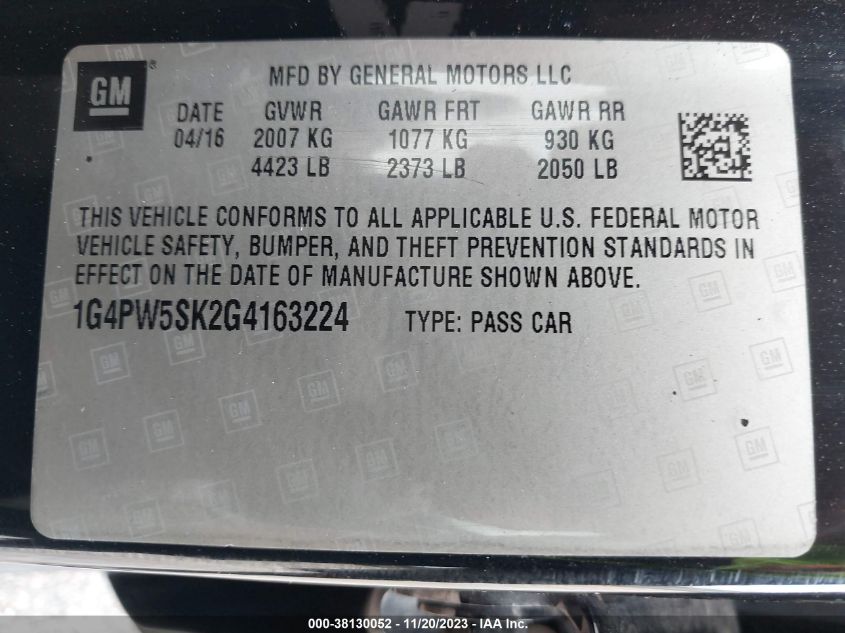 GM
MFD BY GENERAL MOTORS LLC
DATE GVWR GAWR FRT GAWR RR
04/16 2007 KG 1077 KG 930 KG
4423 LB 2373 LB 2050 LB
THIS VEHICLE CONFORMS TO ALL APPLICABLE U.S. FEDERAL MOTOR
VEHICLE SAFETY, BUMPER, AND THEFT PREVENTION STANDARDS IN
EFFECT ON THE DATE OF MANUFACTURE SHOWN ABOVE.
1G4PW5SK2G4163224 TYPE: PASS CAR
000-38130052 - 11/20/2023 - IAA Inc.